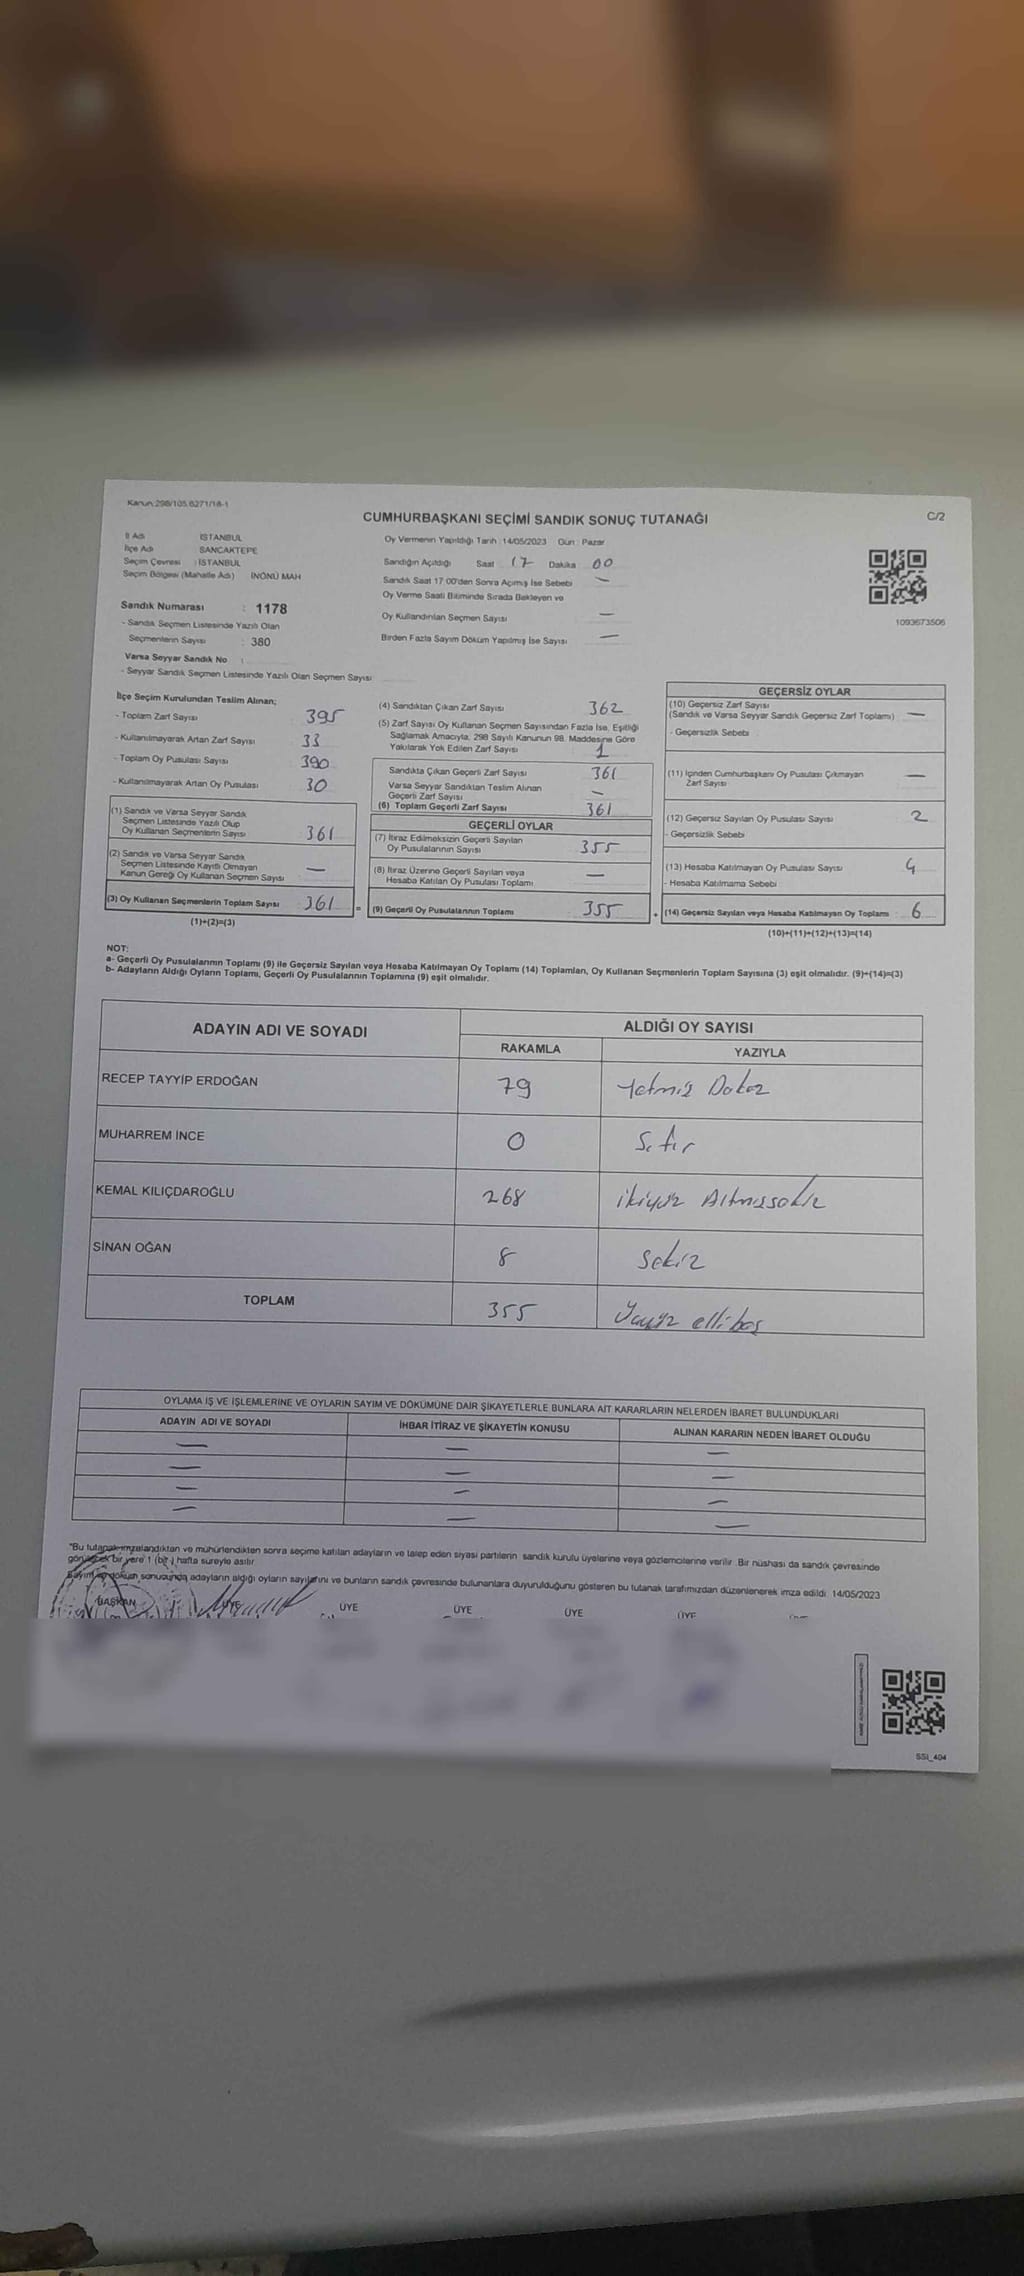 Kanun:298/105,6271/18-1
CUMHURBAŞKANI SEÇİMİ SANDIK SONUÇ TUTANAĞI
C/2
İl Adı : İSTANBUL
İlçe Adı : SANCAKTEPE
Seçim Çevresi : İSTANBUL
Seçim Bölgesi (Mahalle Adı) : İNÖNÜ MAH
Sandık Numarası : 1178
- Sandık Seçmen Listesinde Yazılı Olan
Seçmenlerin Sayısı : 380
Varsa Seyyar Sandık No :
- Seyyar Sandık Seçmen Listesinde Yazılı Olan Seçmen Sayısı:
Oy Vermenin Yapıldığı Tarih : 14/05/2023 Gün : Pazar
Sandığın Açıldığı Saat 17 Dakika 00
Sandık Saat 17:00'den Sonra Açımış İse Sebebi —
Oy Verme Saati Bitiminde Sırada Bekleyen ve
Oy Kullandırılan Seçmen Sayısı —
Birden Fazla Sayım Döküm Yapılmış İse Sayısı —
1093673506
İlçe Seçim Kurulundan Teslim Alınan;
- Toplam Zarf Sayısı : 395
- Kullanılmayarak Artan Zarf Sayısı : 33
- Toplam Oy Pusulası Sayısı : 390
- Kullanılmayarak Artan Oy Pusulası : 30
(1) Sandık ve Varsa Seyyar Sandık
Seçmen Listesinde Yazılı Olup
Oy Kullanan Seçmenlerin Sayısı : 361
(2) Sandık ve Varsa Seyyar Sandık
Seçmen Listesinde Kayıtlı Olmayan
Kanun Gereği Oy Kullanan Seçmen Sayısı : —
(3) Oy Kullanan Seçmenlerin Toplam Sayısı : 361 =
(1)+(2)=(3)
(4) Sandıktan Çıkan Zarf Sayısı : 362
(5) Zarf Sayısı Oy Kullanan Seçmen Sayısından Fazla İse, Eşitliği
Sağlamak Amacıyla, 298 Sayılı Kanunun 98. Maddesine Göre
Yakılarak Yok Edilen Zarf Sayısı : 1
Sandıkta Çıkan Geçerli Zarf Sayısı : 361
Varsa Seyyar Sandıktan Teslim Alınan
Geçerli Zarf Sayısı : —
(6) Toplam Geçerli Zarf Sayısı : 361
GEÇERLİ OYLAR
(7) İtiraz Edilmeksizin Geçerli Sayılan
Oy Pusulalarının Sayısı : 355
(8) İtiraz Üzerine Geçerli Sayılan veya
Hesaba Katılan Oy Pusulası Toplamı : —
(9) Geçerli Oy Pusulalarının Toplamı : 355 +
GEÇERSİZ OYLAR
(10) Geçersiz Zarf Sayısı
(Sandık ve Varsa Seyyar Sandık Geçersiz Zarf Toplamı) : —
- Geçersizlik Sebebi :
(11) İçinden Cumhurbaşkanı Oy Pusulası Çıkmayan
Zarf Sayısı : —
(12) Geçersiz Sayılan Oy Pusulası Sayısı : 2
- Geçersizlik Sebebi
(13) Hesaba Katılmayan Oy Pusulası Sayısı : 4
- Hesaba Katılmama Sebebi
(14) Geçersiz Sayılan veya Hesaba Katılmayan Oy Toplamı : 6
(10)+(11)+(12)+(13)=(14)
NOT:
a- Geçerli Oy Pusulalarının Toplamı (9) ile Geçersiz Sayılan veya Hesaba Katılmayan Oy Toplamı (14) Toplamları, Oy Kullanan Seçmenlerin Toplam Sayısına (3) eşit olmalıdır. (9)+(14)=(3)
b- Adayların Aldığı Oyların Toplamı, Geçerli Oy Pusulalarının Toplamına (9) eşit olmalıdır.
ADAYIN ADI VE SOYADI ALDIĞI OY SAYISI
RAKAMLA YAZIYLA
RECEP TAYYİP ERDOĞAN 79 Yetmiş Dokoz
MUHARREM İNCE 0 Sıfır
KEMAL KILIÇDAROĞLU 268 ikiyüz Altmışsekiz
SİNAN OĞAN 8 Sekiz
TOPLAM 355 Üçyüz ellibeş
OYLAMA İŞ VE İŞLEMLERİNE VE OYLARIN SAYIM VE DÖKÜMÜNE DAİR ŞİKAYETLERLE BUNLARA AİT KARARLARIN NELERDEN İBARET BULUNDUKLARI
ADAYIN ADI VE SOYADI İHBAR İTİRAZ VE ŞİKAYETİN KONUSU ALINAN KARARIN NEDEN İBARET OLDUĞU
— — —
— — —
— — —
— — —
*Bu tutanak imzalandıktan ve mühürlendikten sonra seçime katılan adayların ve talep eden siyasi partilerin sandık kurulu üyelerine veya gözlemcilerine verilir. Bir nüshası da sandık çevresinde
görülecek bir yere 1 (bir) hafta süreyle asılır.
Sayım ve döküm sonucunda adayların aldığı oyların sayılarını ve bunların sandık çevresinde bulunanlara duyurulduğunu gösteren bu tutanak tarafımızdan düzenlenerek imza edildi. 14/05/2023
BAŞKAN ÜYE ÜYE ÜYE ÜYE ÜYE
SSI_404